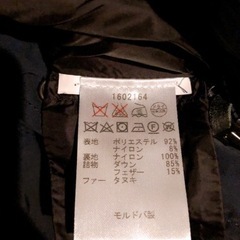 1602164
表地 ポリエステル 92%
ナイロン 8%
裏地 ナイロン 100%
詰物 ダウン 85%
フェザー 15%
ファー タヌキ
モルドバ製